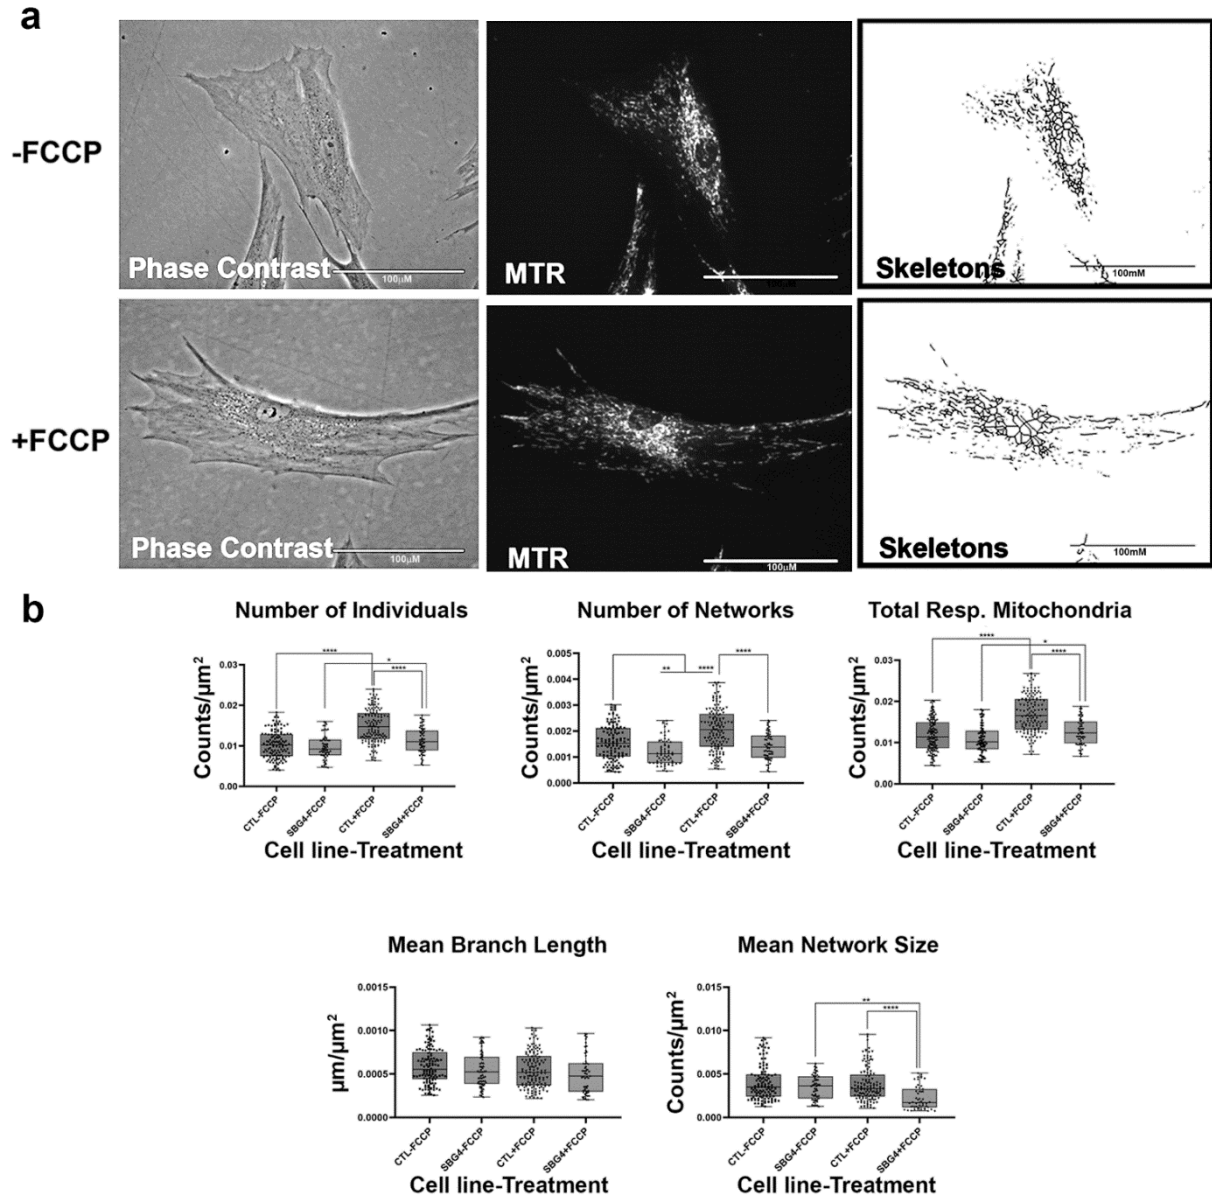 a
-FCCP
Phase Contrast
100µM
MTR
100µM
Skeletons
100mM
+FCCP
Phase Contrast
100µM
MTR
100µM
Skeletons
100mM
b
Number of Individuals
Counts/µm²
0.03
0.02
0.01
0.00
****
*
****
CTL-FCCP
SBG4-FCCP
CTL+FCCP
SBG4+FCCP
Cell line-Treatment
Number of Networks
Counts/µm²
0.005
0.004
0.003
0.002
0.001
0.000
**
****
****
CTL-FCCP
SBG4-FCCP
CTL+FCCP
SBG4+FCCP
Cell line-Treatment
Total Resp. Mitochondria
Counts/µm²
0.03
0.02
0.01
0.00
****
*
****
CTL-FCCP
SBG4-FCCP
CTL+FCCP
SBG4+FCCP
Cell line-Treatment
Mean Branch Length
µm/µm²
0.0015
0.0010
0.0005
0.0000
CTL-FCCP
SBG4-FCCP
CTL+FCCP
SBG4+FCCP
Cell line-Treatment
Mean Network Size
Counts/µm²
0.015
0.010
0.005
0.000
**
****
CTL-FCCP
SBG4-FCCP
CTL+FCCP
SBG4+FCCP
Cell line-Treatment